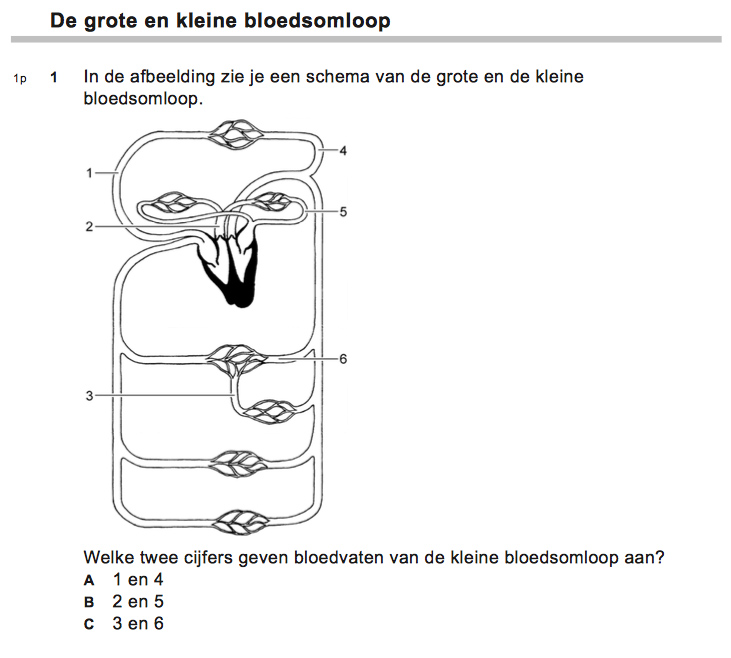 De grote en kleine bloedsomloop
1p 1 In de afbeelding zie je een schema van de grote en de kleine
bloedsomloop.
4
1
5
2
6
3
Welke twee cijfers geven bloedvaten van de kleine bloedsomloop aan?
A 1 en 4
B 2 en 5
C 3 en 6